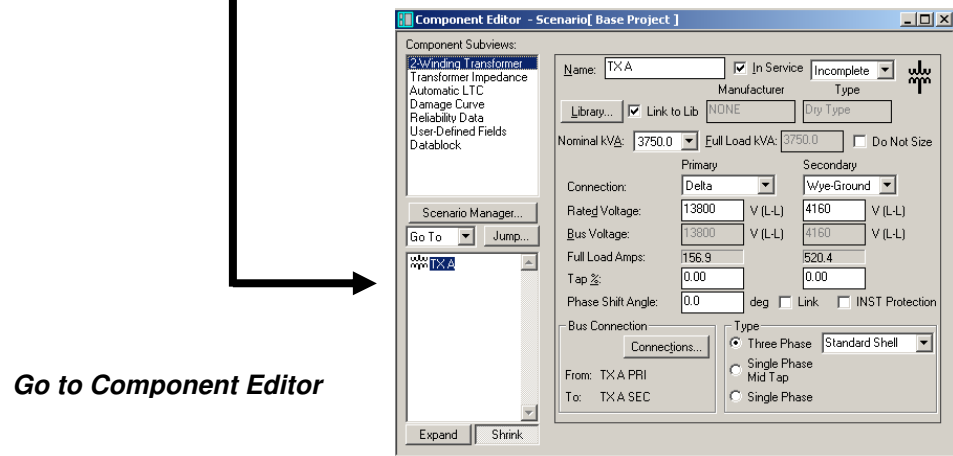 Component Editor - Scenario[ Base Project ]
Component Subviews:
2-Winding Transformer
Transformer Impedance
Automatic LTC
Damage Curve
Reliability Data
User-Defined Fields
Datablock
Scenario Manager...
Go To Jump...
TX A
Expand Shrink
Name: TX A In Service Incomplete
Manufacturer Type
Library... Link to Lib NONE Dry Type
Nominal kVA: 3750.0 Full Load kVA: 3750.0 Do Not Size
Primary Secondary
Connection: Delta Wye-Ground
Rated Voltage: 13800 V (L-L) 4160 V (L-L)
Bus Voltage: 13800 V (L-L) 4160 V (L-L)
Full Load Amps: 156.9 520.4
Tap %: 0.00 0.00
Phase Shift Angle: 0.0 deg Link INST Protection
Bus Connection
Connections...
From: TX A PRI
To: TX A SEC
Type
Three Phase Standard Shell
Single Phase
Mid Tap
Single Phase
Go to Component Editor